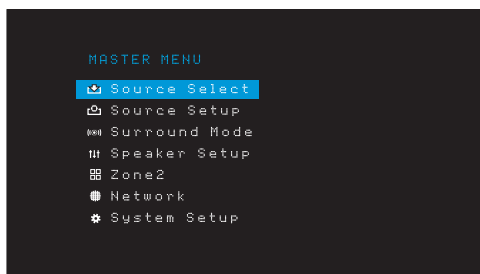 MASTER MENU
Source Select
Source Setup
Surround Mode
Speaker Setup
Zone2
Network
System Setup